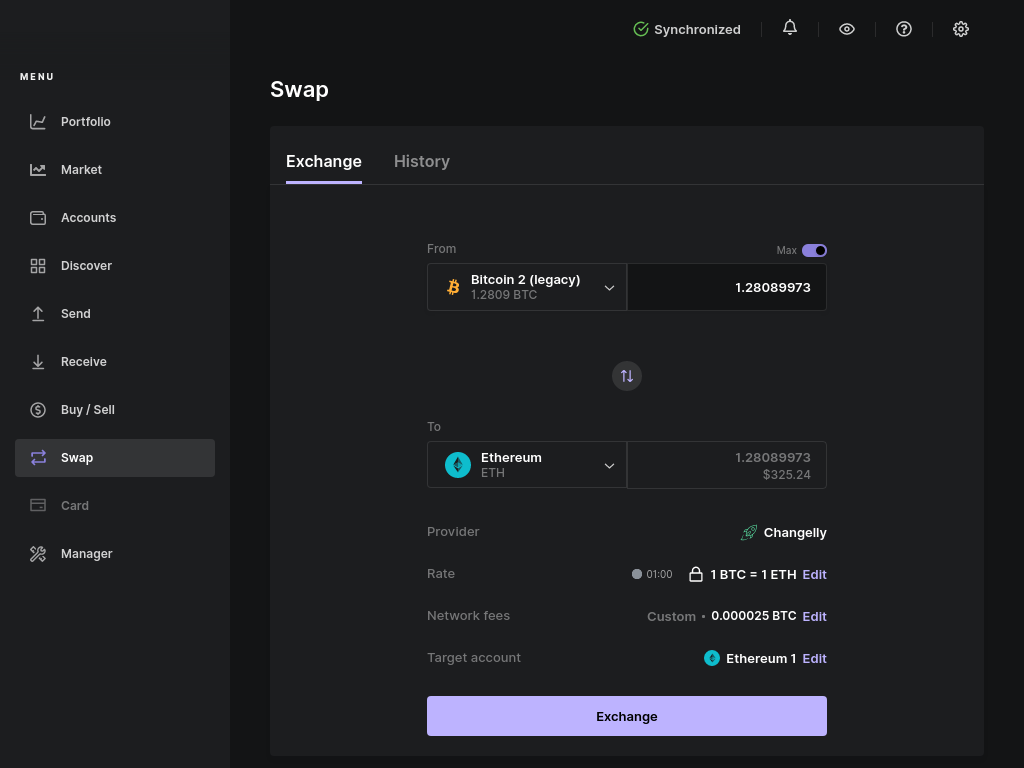 Synchronized
MENU
Portfolio
Market
Accounts
Discover
Send
Receive
Buy / Sell
Swap
Card
Manager
Swap
Exchange History
From Max
Bitcoin 2 (legacy)
1.2809 BTC
1.28089973
To
Ethereum
ETH
1.28089973
$325.24
Provider Changelly
Rate 01:00 1 BTC = 1 ETH Edit
Network fees Custom • 0.000025 BTC Edit
Target account Ethereum 1 Edit
Exchange